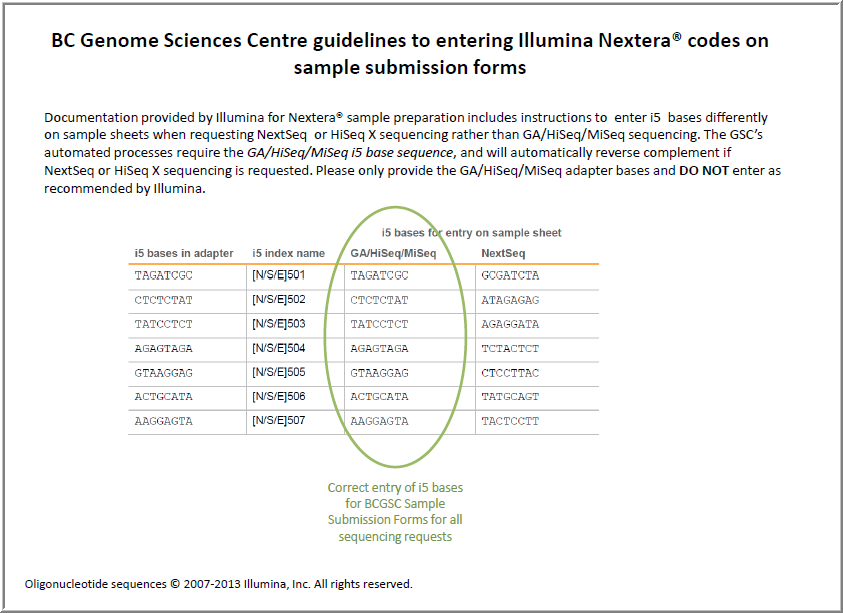 BC Genome Sciences Centre guidelines to entering Illumina Nextera® codes on
sample submission forms
Documentation provided by Illumina for Nextera® sample preparation includes instructions to enter i5 bases differently
on sample sheets when requesting NextSeq or HiSeq X sequencing rather than GA/HiSeq/MiSeq sequencing. The GSC's
automated processes require the GA/HiSeq/MiSeq i5 base sequence, and will automatically reverse complement if
NextSeq or HiSeq X sequencing is requested. Please only provide the GA/HiSeq/MiSeq adapter bases and DO NOT enter as
recommended by Illumina.
i5 bases for entry on sample sheet
i5 bases in adapter i5 index name GA/HiSeq/MiSeq NextSeq
TAGATCGC [N/S/E]501 TAGATCGC GCGATCTA
CTCTCTAT [N/S/E]502 CTCTCTAT ATAGAGAG
TATCCTCT [N/S/E]503 TATCCTCT AGAGGATA
AGAGTAGA [N/S/E]504 AGAGTAGA TCTACTCT
GTAAGGAG [N/S/E]505 GTAAGGAG CTCCTTAC
ACTGCATA [N/S/E]506 ACTGCATA TATGCAGT
AAGGAGTA [N/S/E]507 AAGGAGTA TACTCCTT
Correct entry of i5 bases
for BCGSC Sample
Submission Forms for all
sequencing requests
Oligonucleotide sequences © 2007-2013 Illumina, Inc. All rights reserved.